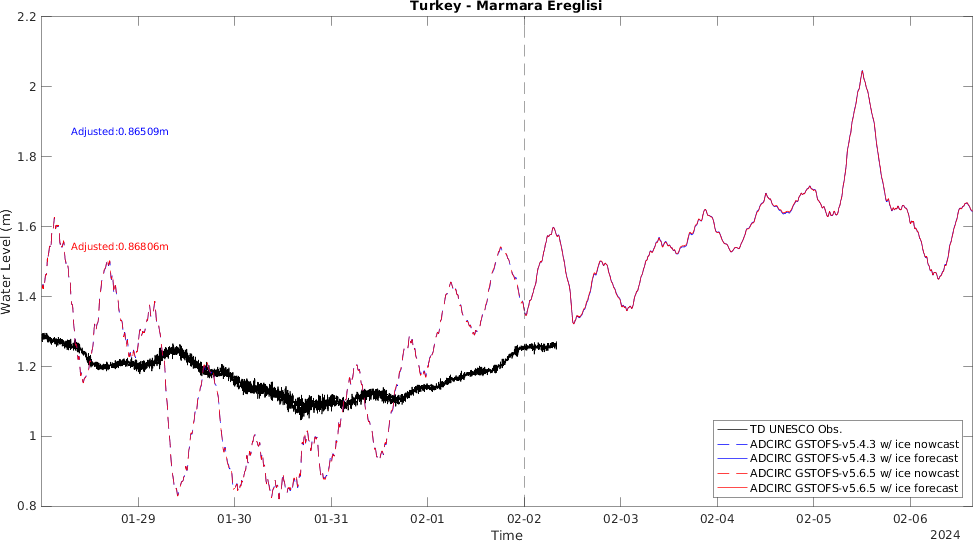 Turkey - Marmara Ereglisi
2.2
2
1.8
1.6
1.4
1.2
1
0.8
Water Level (m)
Adjusted:0.86509m
Adjusted:0.86806m
TD UNESCO Obs.
ADCIRC GSTOFS-v5.4.3 w/ ice nowcast
ADCIRC GSTOFS-v5.4.3 w/ ice forecast
ADCIRC GSTOFS-v5.6.5 w/ ice nowcast
ADCIRC GSTOFS-v5.6.5 w/ ice forecast
01-29 01-30 01-31 02-01 02-02 02-03 02-04 02-05 02-06
Time
2024